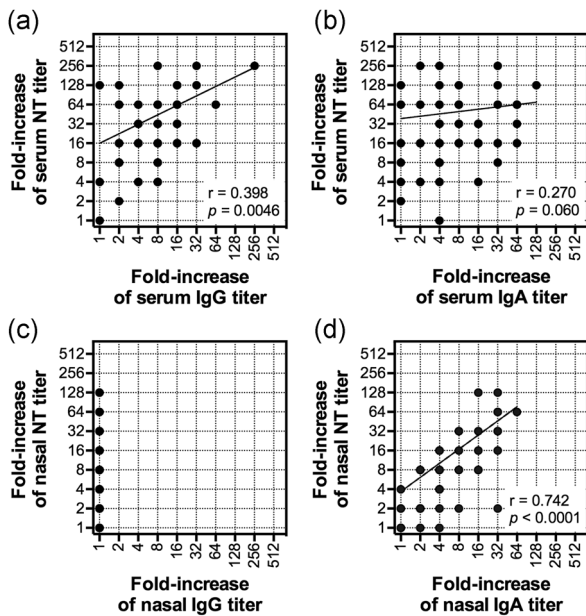 (a)
Fold-increase
of serum NT titer
512
256
128
64
32
16
8
4
2
1
r = 0.398
p = 0.0046
1 2 4 8 16 32 64 128 256 512
Fold-increase
of serum IgG titer
(b)
Fold-increase
of serum NT titer
512
256
128
64
32
16
8
4
2
1
r = 0.270
p = 0.060
1 2 4 8 16 32 64 128 256 512
Fold-increase
of serum IgA titer
(c)
Fold-increase
of nasal NT titer
512
256
128
64
32
16
8
4
2
1
1 2 4 8 16 32 64 128 256 512
Fold-increase
of nasal IgG titer
(d)
Fold-increase
of nasal NT titer
512
256
128
64
32
16
8
4
2
1
r = 0.742
p < 0.0001
1 2 4 8 16 32 64 128 256 512
Fold-increase
of nasal IgA titer